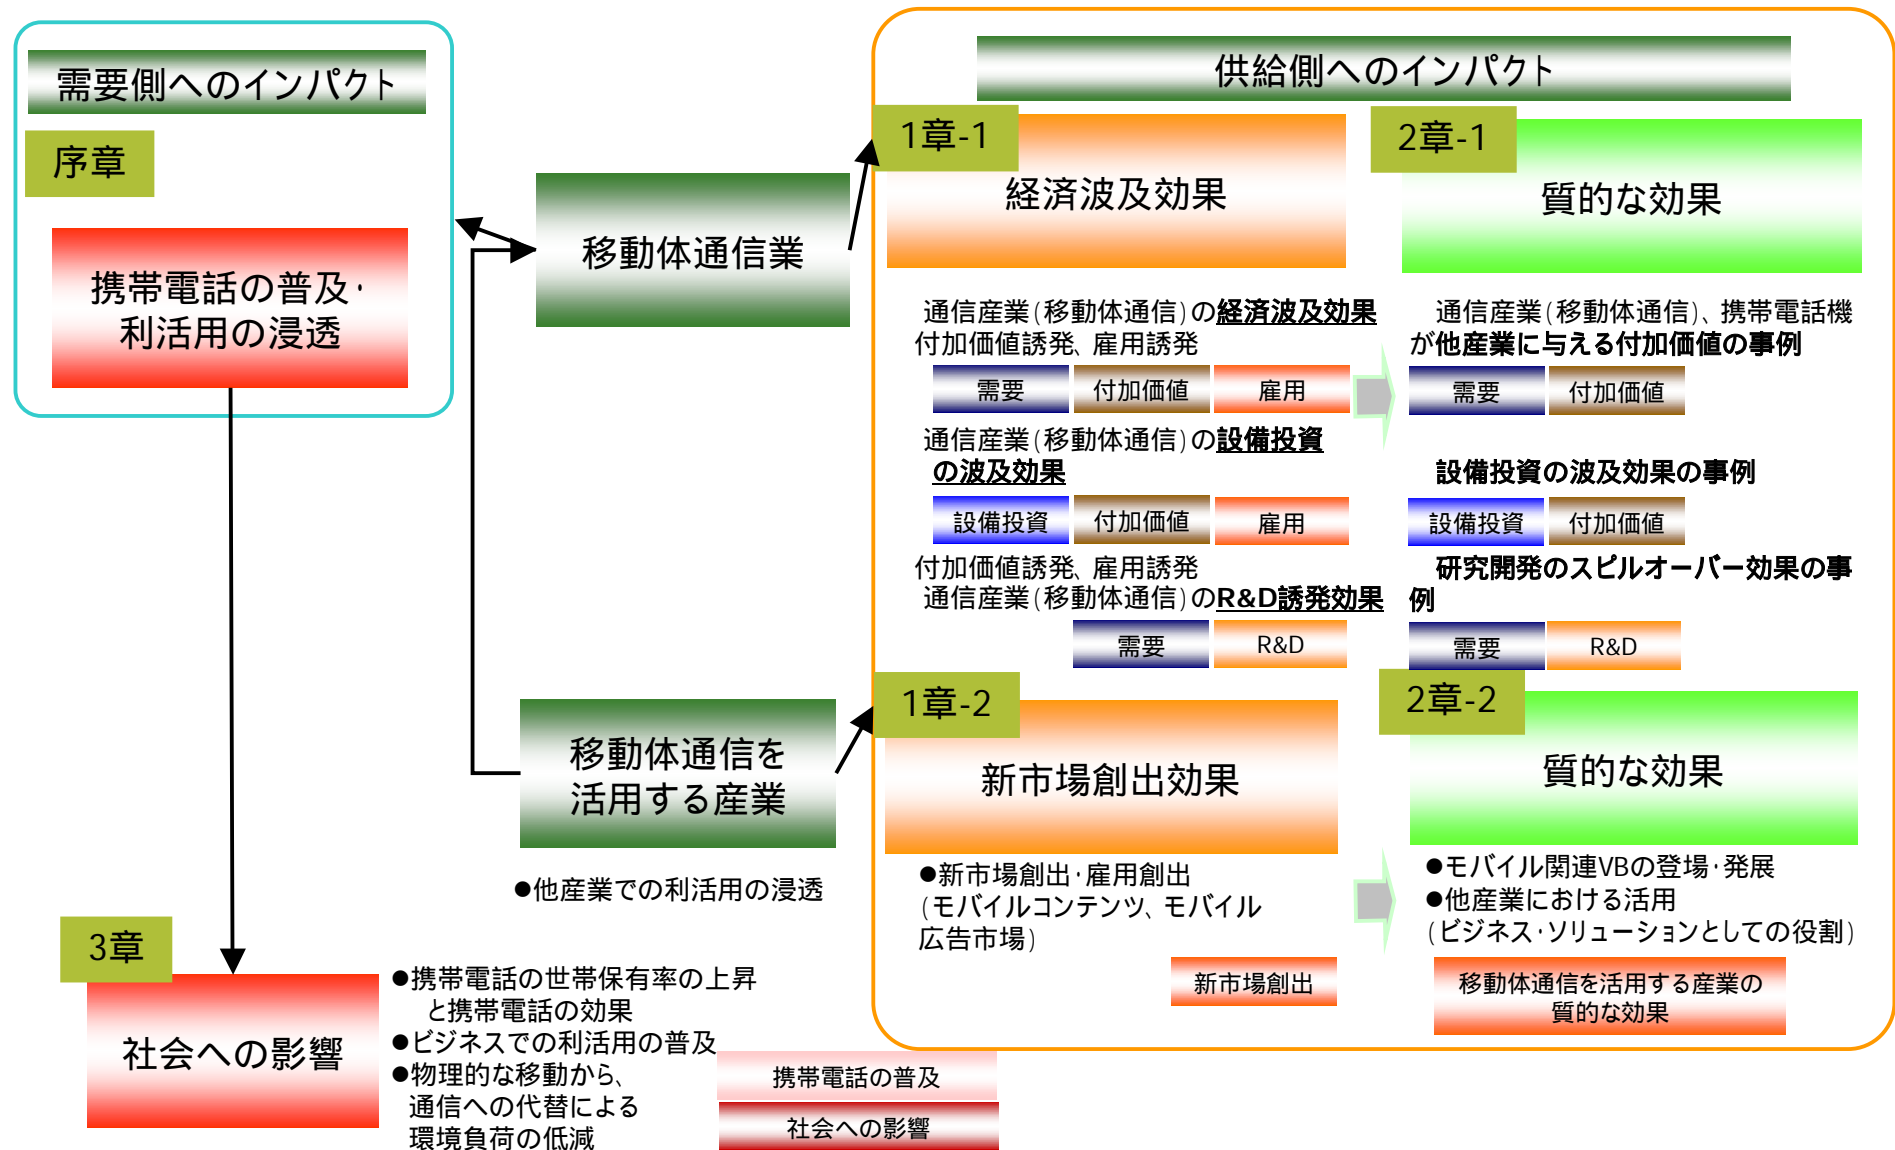 需要側へのインパクト
序章
携帯電話の普及・
利活用の浸透
移動体通信業
移動体通信を
活用する産業
●他産業での利活用の浸透
供給側へのインパクト
1章-1
経済波及効果
通信産業(移動体通信)の経済波及効果
付加価値誘発、雇用誘発
需要 付加価値 雇用
通信産業(移動体通信)の設備投資
の波及効果
設備投資 付加価値 雇用
付加価値誘発、雇用誘発
通信産業(移動体通信)のR&D誘発効果
需要 R&D
2章-1
質的な効果
通信産業(移動体通信)、携帯電話機
が他産業に与える付加価値の事例
需要 付加価値
設備投資の波及効果の事例
設備投資 付加価値
研究開発のスピルオーバー効果の事
例
需要 R&D
1章-2
新市場創出効果
●新市場創出・雇用創出
(モバイルコンテンツ、モバイル
広告市場)
新市場創出
2章-2
質的な効果
●モバイル関連VBの登場・発展
●他産業における活用
(ビジネス・ソリューションとしての役割)
移動体通信を活用する産業の
質的な効果
3章
社会への影響
●携帯電話の世帯保有率の上昇
と携帯電話の効果
●ビジネスでの利活用の普及
●物理的な移動から、
通信への代替による
環境負荷の低減
携帯電話の普及
社会への影響